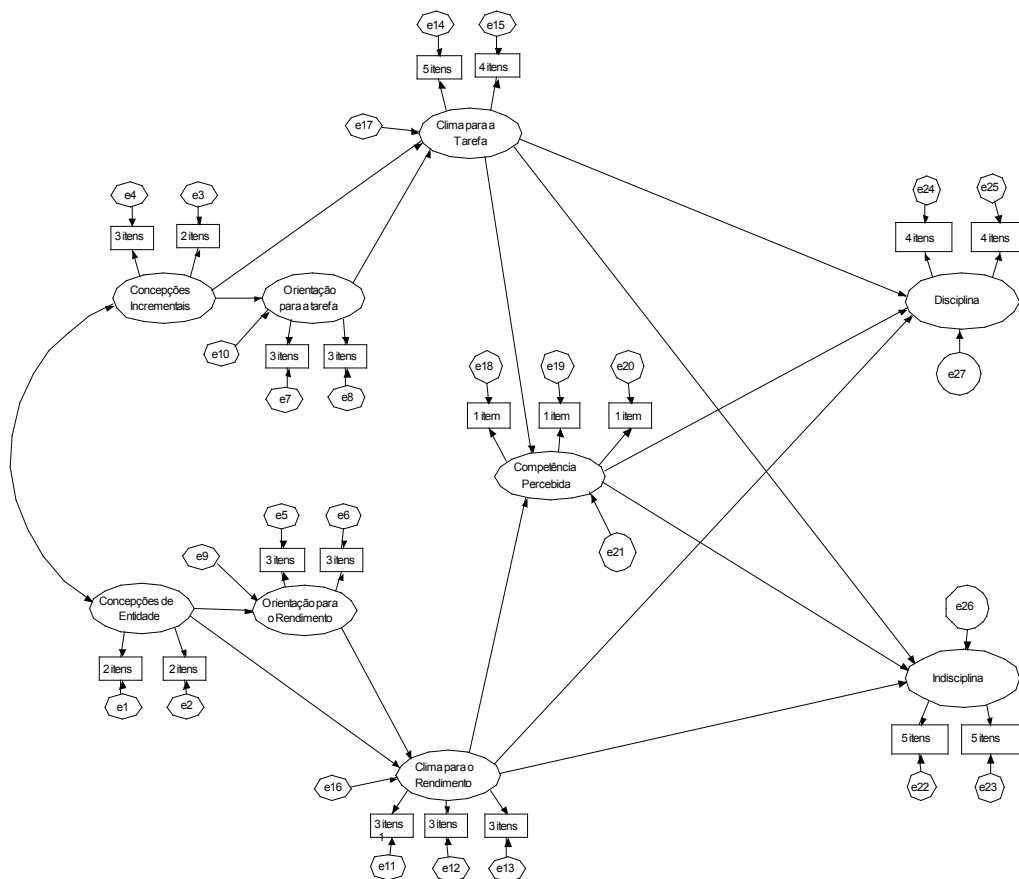 e14
e15
5 itens
4 itens
e17
Clima para a
Tarefa
e4
e3
e24
e25
3 itens
2 itens
4 itens
4 itens
Concepções
Incrementais
Orientação
para a tarefa
Disciplina
e10
3 itens
3 itens
e7
e8
e18
e19
e20
e27
1 item
1 item
1 item
Competência
Percebida
e5
e6
e9
3 itens
3 itens
e21
Concepções de
Entidade
Orientação para
o Rendimento
e26
2 itens
2 itens
Indisciplina
e1
e2
5 itens
5 itens
Clima para o
Rendimento
e16
e22
e23
3 itens
3 itens
3 itens
1
e11
e12
e13